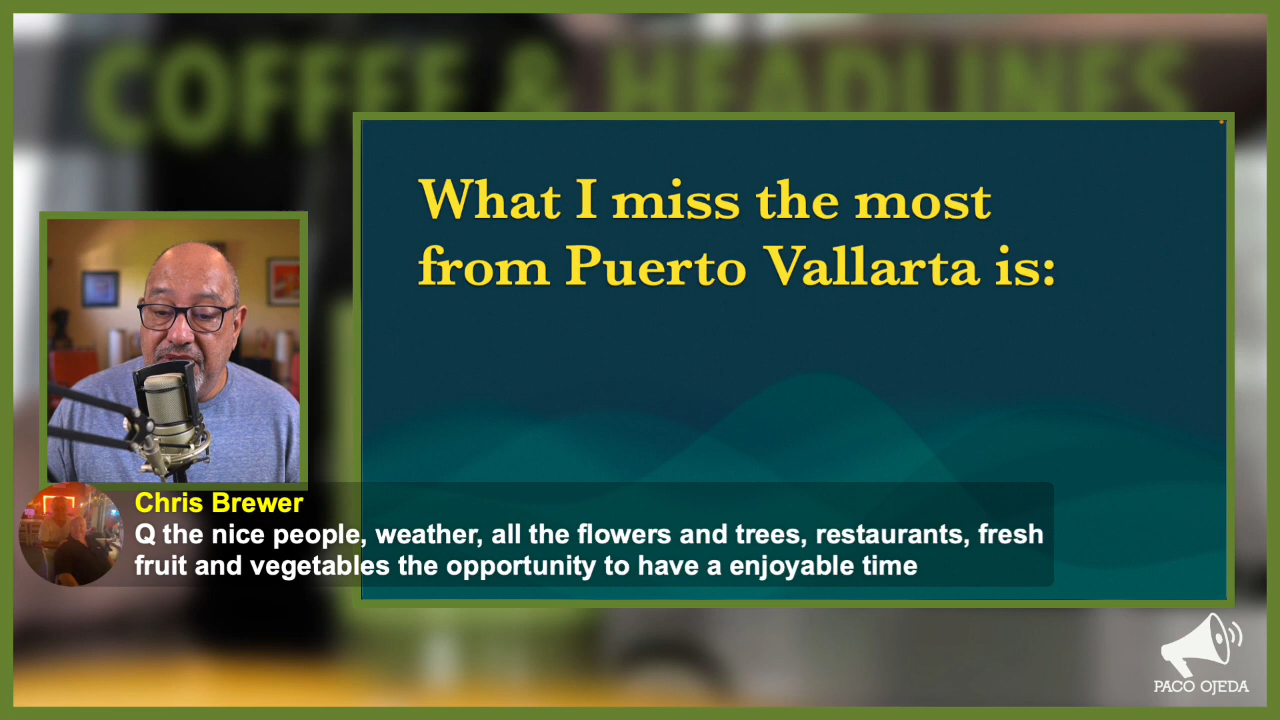 COFFEE & HEADLINES
What I miss the most
from Puerto Vallarta is:
Chris Brewer
Q the nice people, weather, all the flowers and trees, restaurants, fresh
fruit and vegetables the opportunity to have a enjoyable time
PACO OJEDA